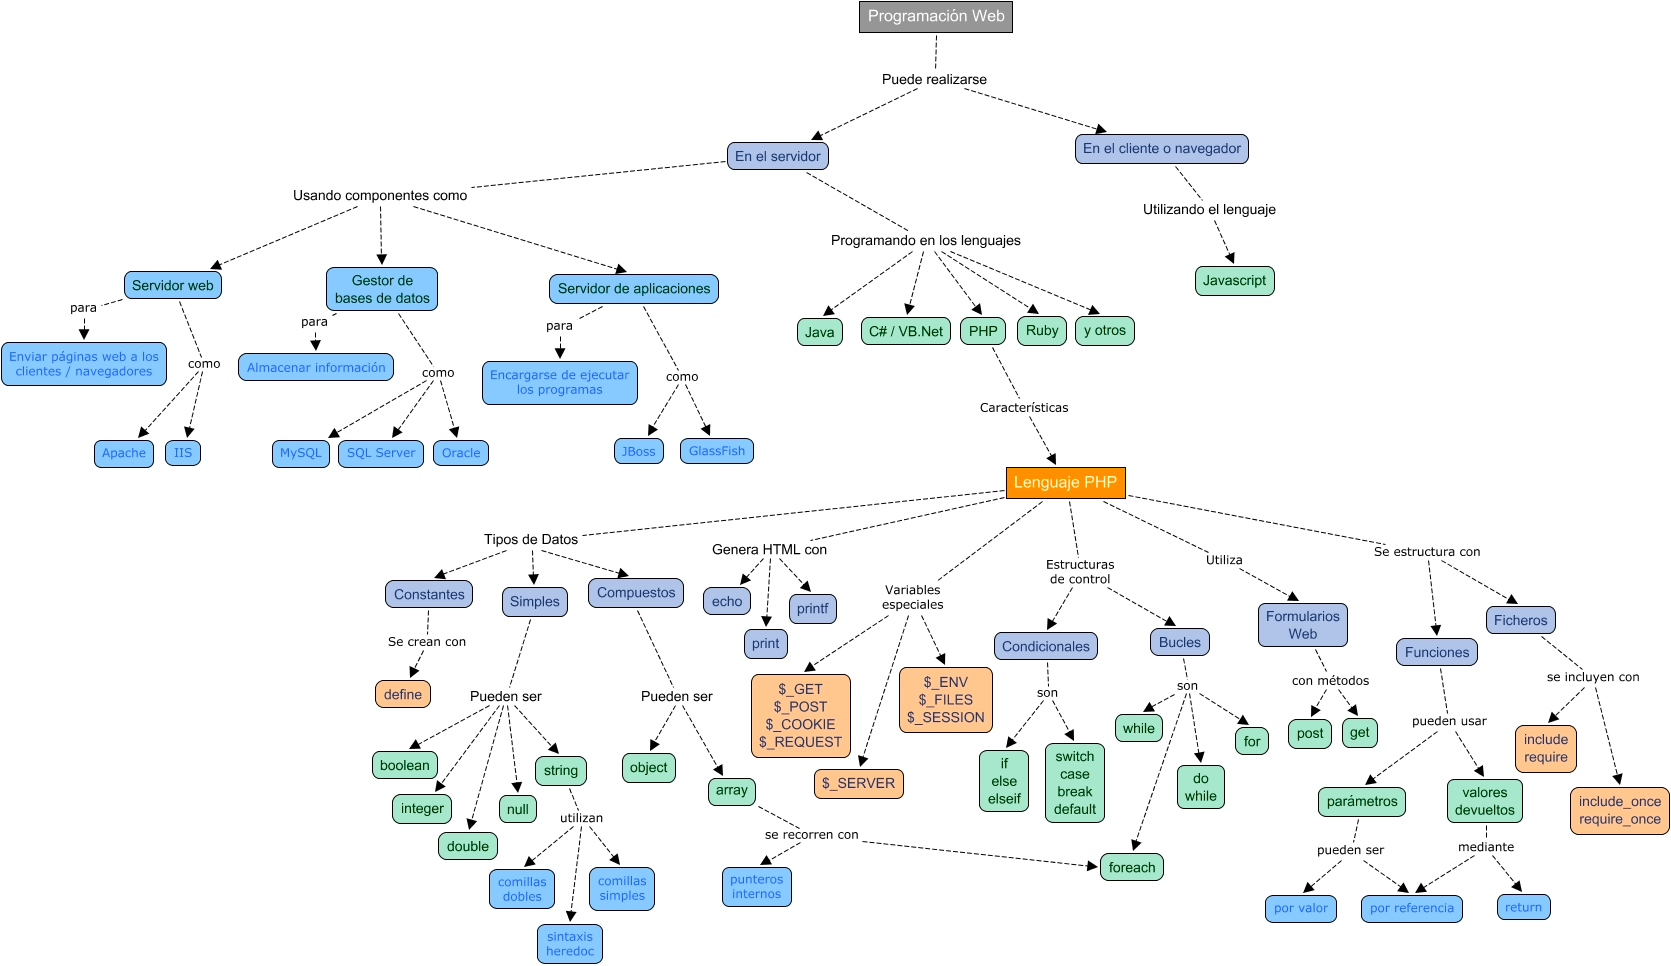 Programación Web
Puede realizarse
En el servidor
En el cliente o navegador
Usando componentes como
Utilizando el lenguaje
Programando en los lenguajes
Servidor web
Gestor de
bases de datos
Servidor de aplicaciones
Javascript
para
para
para
Java
C# / VB.Net
PHP
Ruby
y otros
Enviar páginas web a los
clientes / navegadores
como
Almacenar información
como
Encargarse de ejecutar
los programas
como
Características
Apache
IIS
MySQL
SQL Server
Oracle
JBoss
GlassFish
Lenguaje PHP
Tipos de Datos
Genera HTML con
Estructuras
de control
Utiliza
Se estructura con
Constantes
Simples
Compuestos
echo
printf
print
Variables
especiales
Condicionales
Bucles
Formularios
Web
Funciones
Ficheros
Se crean con
define
Pueden ser
Pueden ser
$_GET
$_POST
$_COOKIE
$_REQUEST
$_ENV
$_FILES
$_SESSION
$_SERVER
son
son
con métodos
se incluyen con
pueden usar
boolean
integer
double
null
string
object
array
if
else
elseif
switch
case
break
default
while
do
while
for
post
get
include
require
include_once
require_once
parámetros
valores
devueltos
utilizan
se recorren con
foreach
pueden ser
mediante
comillas
dobles
comillas
simples
sintaxis
heredoc
punteros
internos
por valor
por referencia
return